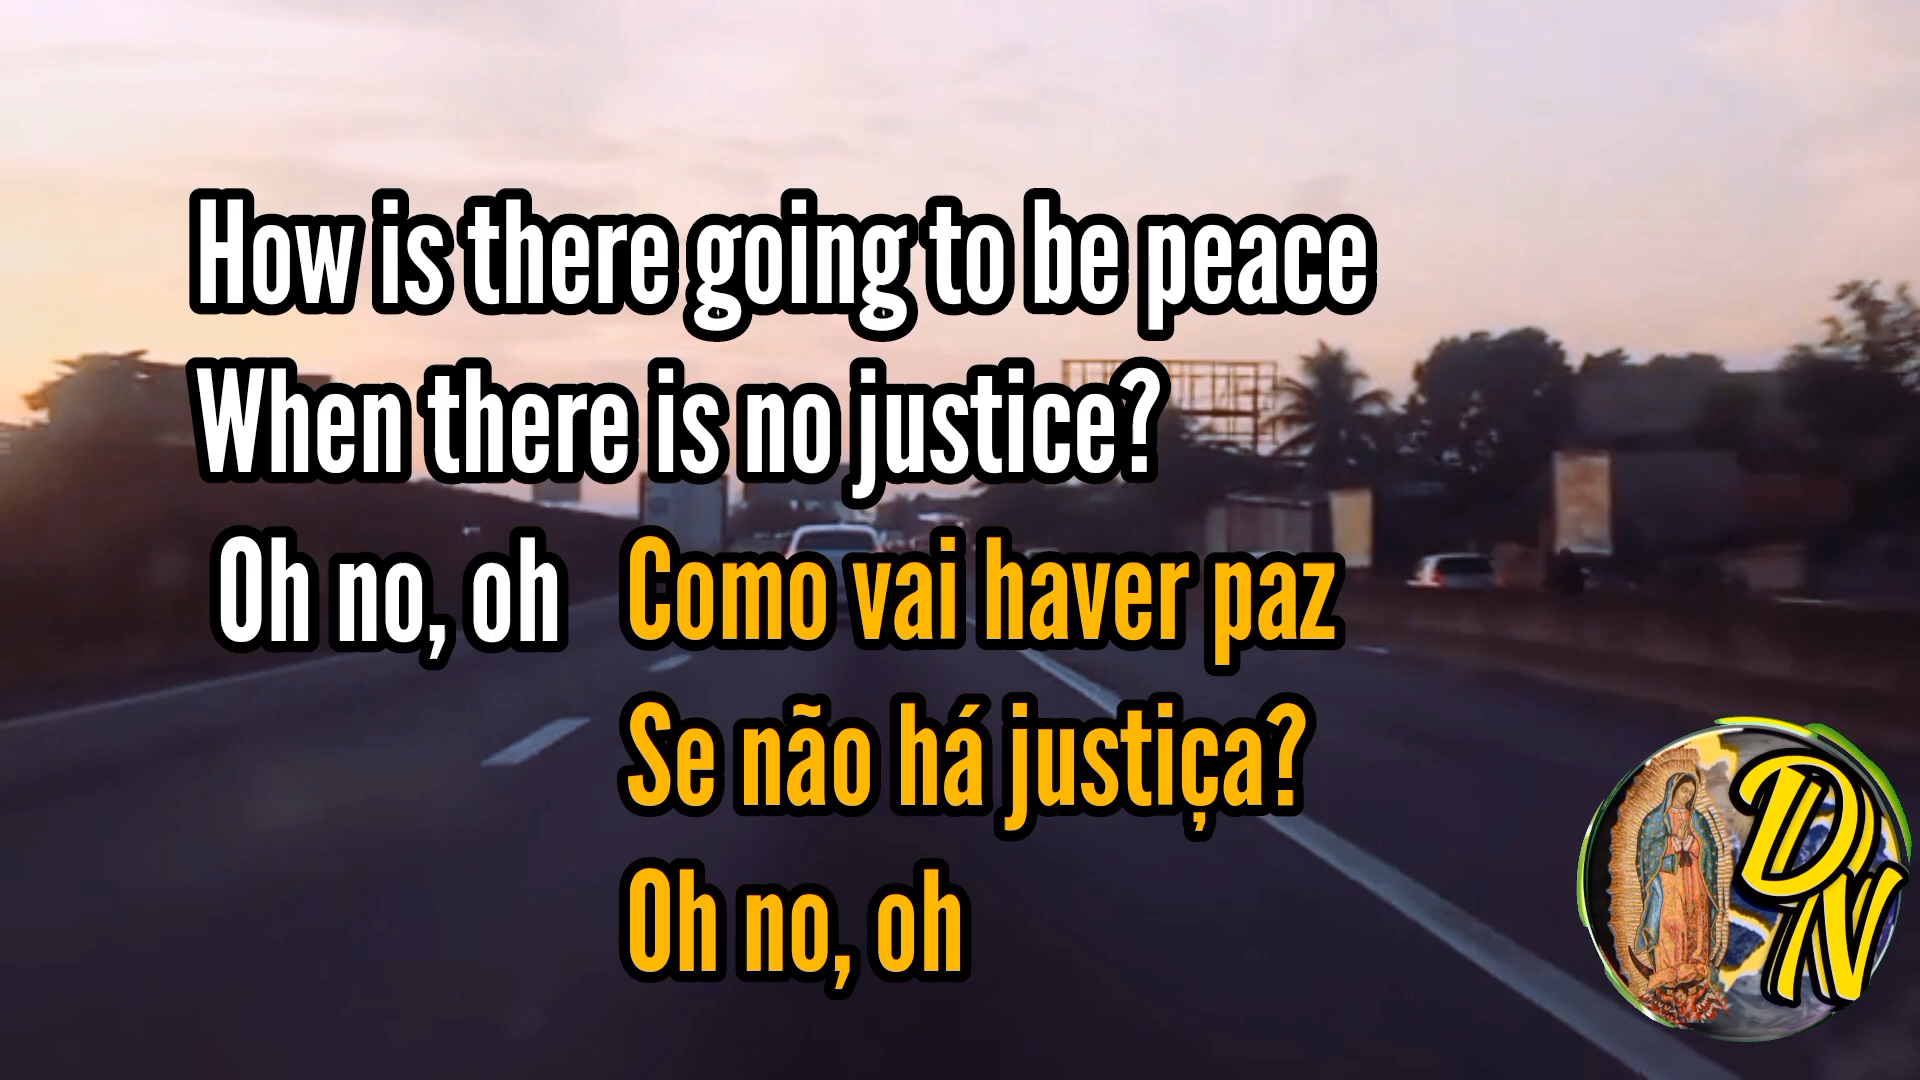 How is there going to be peace
When there is no justice?
Oh no, oh
Como vai haver paz
Se não há justiça?
Oh no, oh
DN